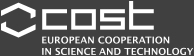 cost
EUROPEAN COOPERATION
IN SCIENCE AND TECHNOLOGY